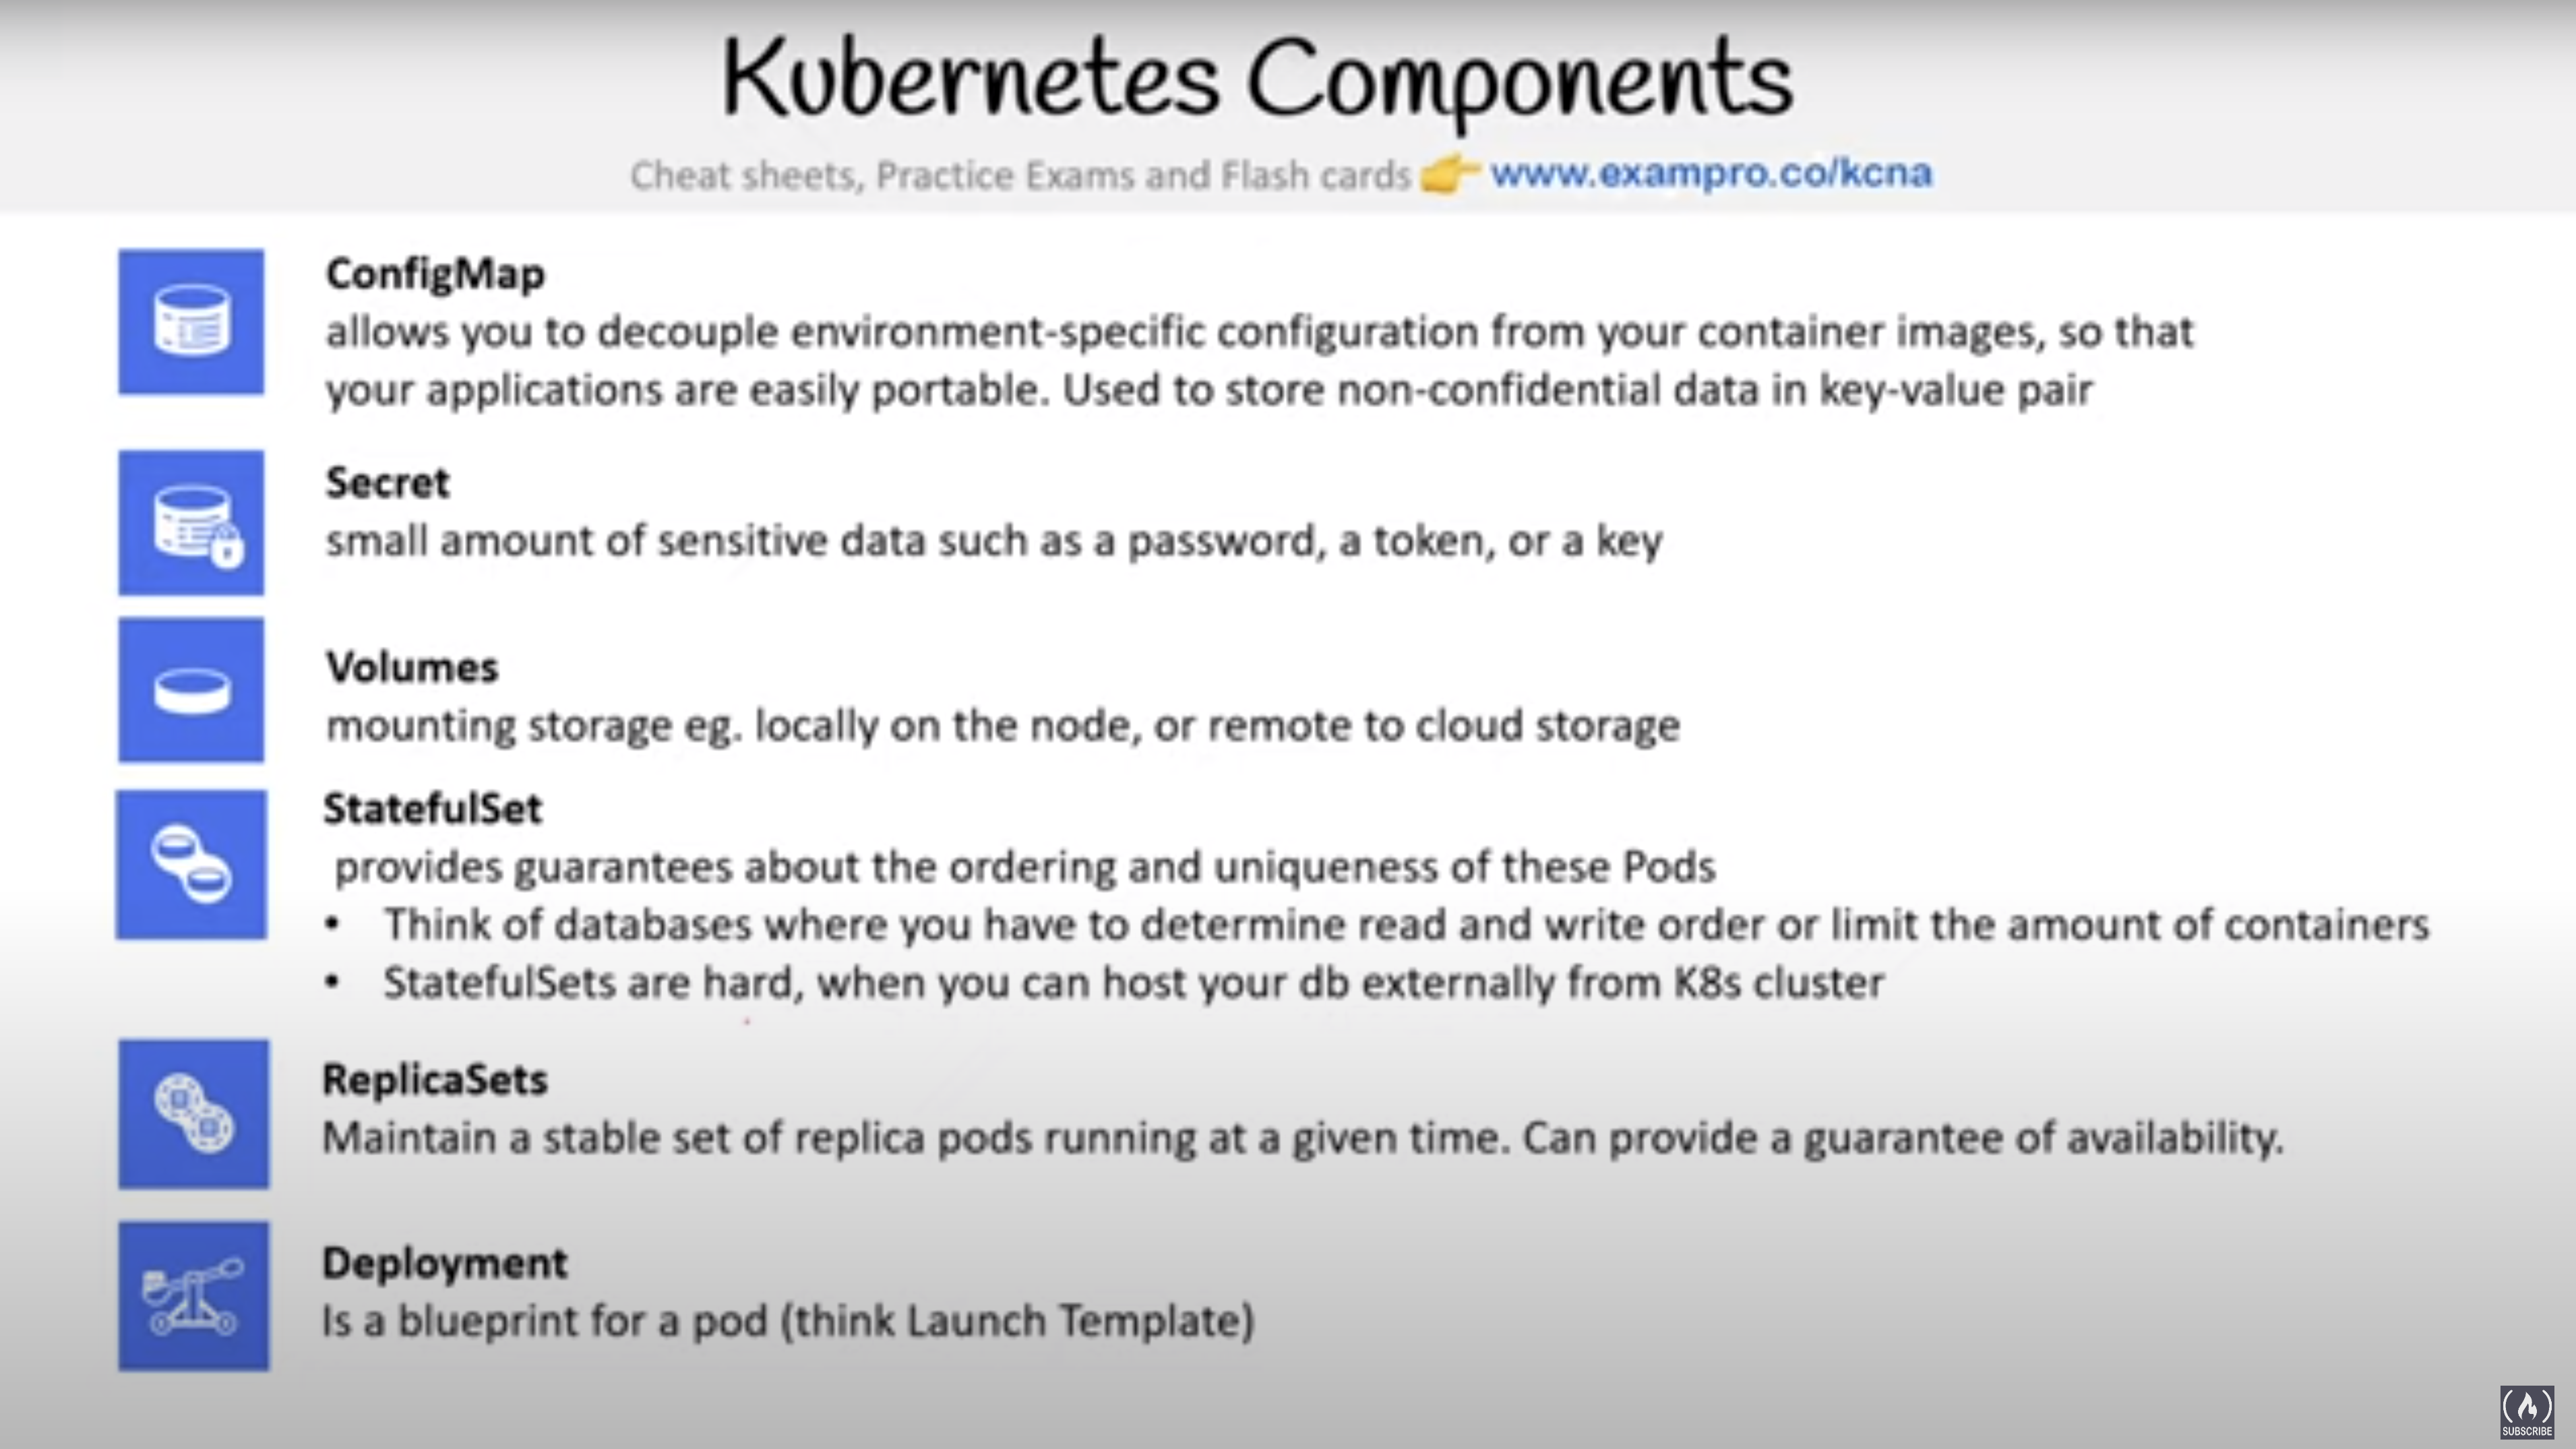 Kubernetes Components
Cheat sheets, Practice Exams and Flash cards 👉 www.exampro.co/kcna
ConfigMap
allows you to decouple environment-specific configuration from your container images, so that
your applications are easily portable. Used to store non-confidential data in key-value pair
Secret
small amount of sensitive data such as a password, a token, or a key
Volumes
mounting storage eg. locally on the node, or remote to cloud storage
StatefulSet
provides guarantees about the ordering and uniqueness of these Pods
• Think of databases where you have to determine read and write order or limit the amount of containers
• StatefulSets are hard, when you can host your db externally from K8s cluster
ReplicaSets
Maintain a stable set of replica pods running at a given time. Can provide a guarantee of availability.
Deployment
Is a blueprint for a pod (think Launch Template)
SUBSCRIBE